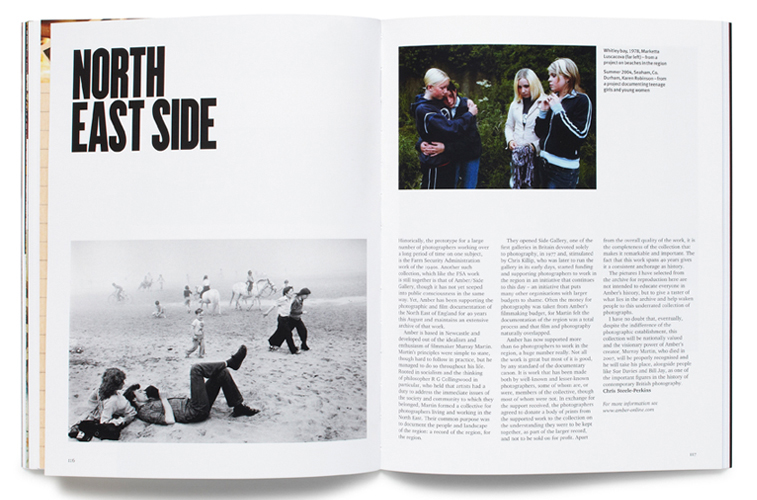 NORTH
EAST SIDE
Whitley bay, 1978, Marketa
Luscacova (far left) – from a
project on beaches in the region
Summer 2004, Seaham, Co.
Durham, Karen Robinson – from
a project documenting teenage
girls and young women
Historically, the prototype for a large
number of photographers working over
a long period of time on one subject,
is the Farm Security Administration
work of the 1930s. Another such
collection, which like the FSA work
is still together is that of Amber/Side
Gallery, though it has not yet seeped
into public consciousness in the same
way. Yet, Amber has been supporting the
photographic and film documentation of
the North East of England for 40 years
this August and maintains an extensive
archive of that work.
Amber is based in Newcastle and
developed out of the idealism and
enthusiasm of filmmaker Murray Martin.
Martin's principles were simple to state,
though hard to follow in practice, but he
managed to do so throughout his life.
Rooted in socialism and the thinking
of philosopher R G Collingwood in
particular, who held that artists had a
duty to address the immediate issues of
the society and community to which they
belonged, Martin formed a collective for
photographers living and working in the
North East. Their common purpose was
to document the people and landscape
of the region: a record of the region, for
the region.
They opened Side Gallery, one of the
first galleries in Britain devoted solely
to photography, in 1977 and, stimulated
by Chris Killip, who was later to run the
gallery in its early days, started funding
and supporting photographers to work in
the region in an initiative that continues
to this day – an initiative that puts
many other organisations with larger
budgets to shame. Often the money for
photography was taken from Amber's
filmmaking budget, for Martin felt the
documentation of the region was a total
process and that film and photography
naturally overlapped.
Amber has now supported more
than 60 photographers to work in the
region, a huge number really. Not all
the work is great but most of it is good,
by any standard of the documentary
canon. It is work that has been made
both by well-known and lesser-known
photographers, some of whom are, or
were, members of the collective, though
most of whom were not. In exchange for
the support received, the photographers
agreed to donate a body of prints from
the supported work to the collection on
the understanding they were to be kept
together, as part of the larger record,
and not to be sold on for profit. Apart
from the overall quality of the work, it is
the completeness of the collection that
makes it remarkable and important. The
fact that this work spans 40 years gives
it a consistent anchorage as history.
The pictures I have selected from
the archive for reproduction here are
not intended to educate everyone in
Amber's history, but to give a taster of
what lies in the archive and help widen
people to this underrated collection of
photographs.
I have no doubt that, eventually,
despite the indifference of the
photographic establishment, this
collection will be nationally valued
and the visionary power of Amber's
creator, Murray Martin, who died in
2007, will be properly recognised and
he will take his place, alongside people
like Sue Davies and Bill Jay, as one of
the important figures in the history of
contemporary British photography.
Chris Steele-Perkins
For more information see
www.amber-online.com